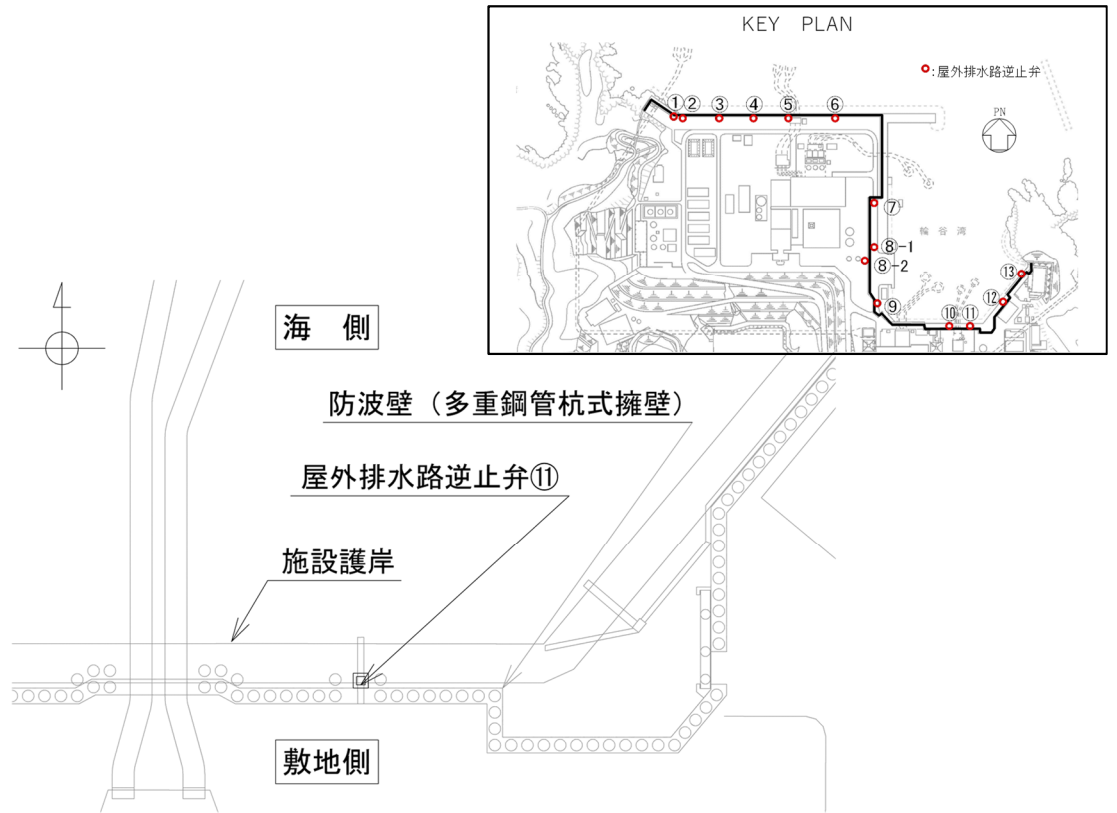 KEY PLAN
○:屋外排水路逆止弁
PN
① ② ③ ④ ⑤ ⑥
⑦
輪谷湾
⑧-1
⑧-2
⑬
⑫
⑨
⑩ ⑪
海 側
防波壁(多重鋼管杭式擁壁)
屋外排水路逆止弁⑪
施設護岸
敷地側